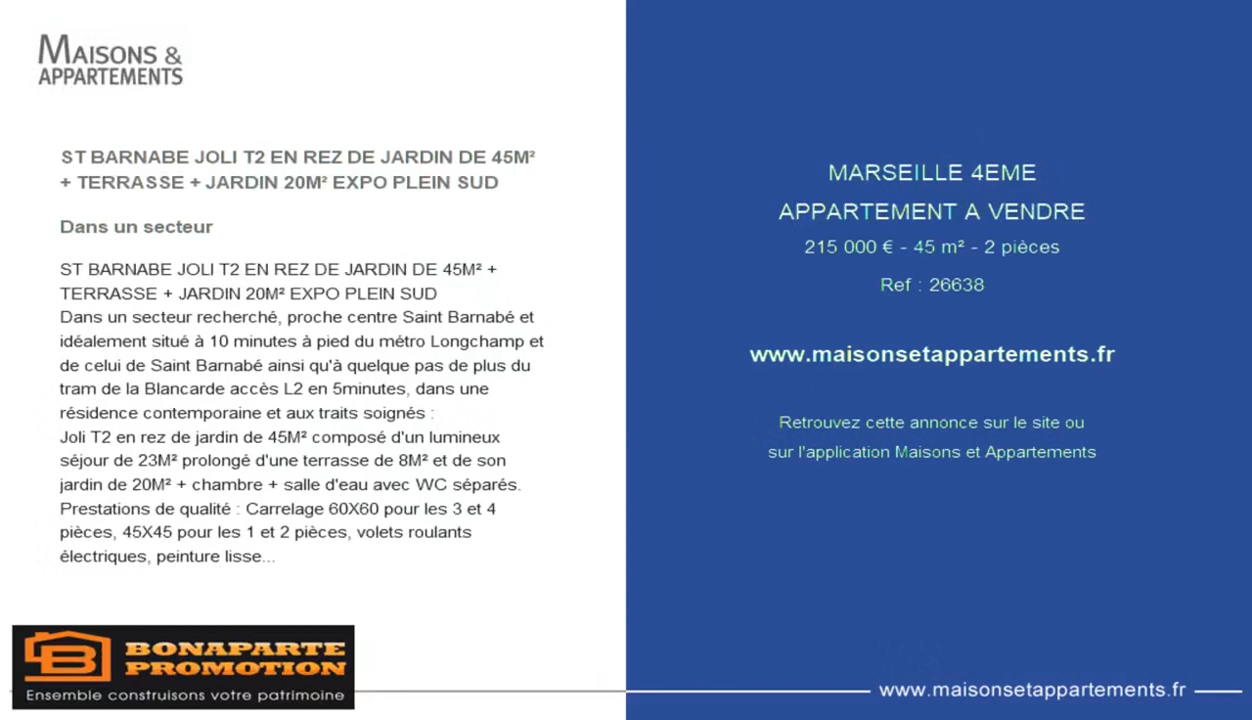 MAISONS &
APPARTEMENTS
ST BARNABE JOLI T2 EN REZ DE JARDIN DE 45M²
+ TERRASSE + JARDIN 20M² EXPO PLEIN SUD
Dans un secteur
ST BARNABE JOLI T2 EN REZ DE JARDIN DE 45M² +
TERRASSE + JARDIN 20M² EXPO PLEIN SUD
Dans un secteur recherché, proche centre Saint Barnabé et
idéalement situé à 10 minutes à pied du métro Longchamp et
de celui de Saint Barnabé ainsi qu'à quelque pas de plus du
tram de la Blancarde accès L2 en 5minutes, dans une
résidence contemporaine et aux traits soignés :
Joli T2 en rez de jardin de 45M² composé d'un lumineux
séjour de 23M² prolongé d'une terrasse de 8M² et de son
jardin de 20M² + chambre + salle d'eau avec WC séparés.
Prestations de qualité : Carrelage 60X60 pour les 3 et 4
pièces, 45X45 pour les 1 et 2 pièces, volets roulants
électriques, peinture lisse...
BONAPARTE
PROMOTION
Ensemble construisons votre patrimoine
MARSEILLE 4EME
APPARTEMENT A VENDRE
215 000 € - 45 m² - 2 pièces
Ref : 26638
www.maisonsetappartements.fr
Retrouvez cette annonce sur le site ou
sur l'application Maisons et Appartements
www.maisonsetappartements.fr